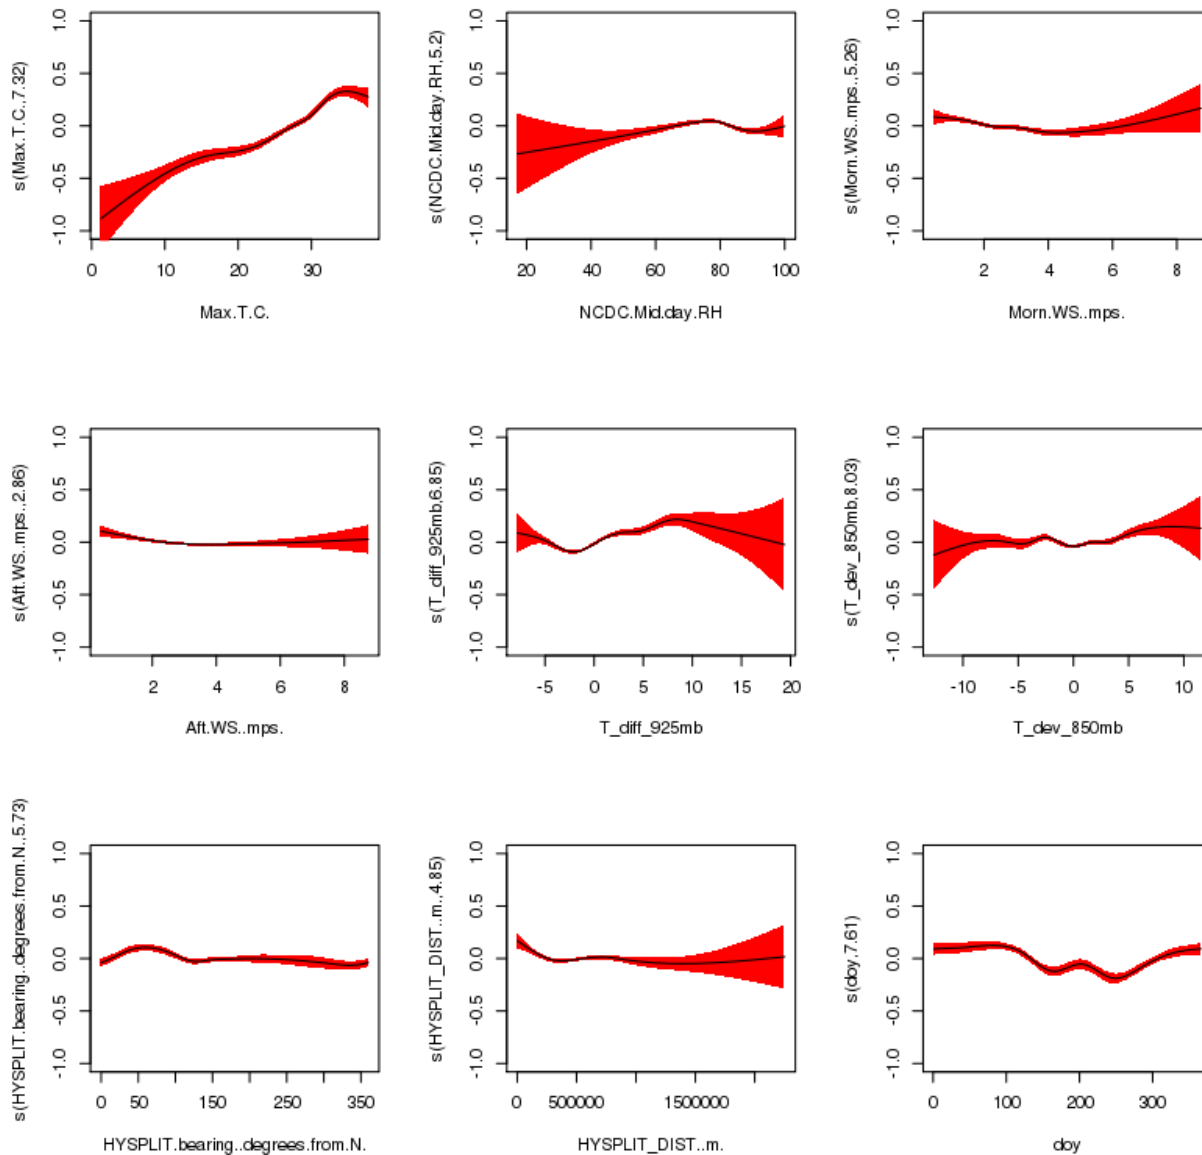 s(Max.T.C.,7.32)
1.0
0.5
0.0
-0.5
-1.0
0 10 20 30
Max.T.C.
s(NCDC.Mid.day.RH,5.2)
1.0
0.5
0.0
-0.5
-1.0
20 40 60 80 100
NCDC.Mid.day.RH
s(Morn.WS..mps.,5.26)
1.0
0.5
0.0
-0.5
-1.0
2 4 6 8
Morn.WS..mps.
s(Aft.WS..mps.,2.86)
1.0
0.5
0.0
-0.5
-1.0
2 4 6 8
Aft.WS..mps.
s(T_diff_925mb,6.85)
1.0
0.5
0.0
-0.5
-1.0
-5 0 5 10 15 20
T_diff_925mb
s(T_dev_850mb,8.03)
1.0
0.5
0.0
-0.5
-1.0
-10 -5 0 5 10
T_dev_850mb
s(HYSPLIT.bearing..degrees.from.N.,5.73)
1.0
0.5
0.0
-0.5
-1.0
0 50 150 250 350
HYSPLIT.bearing..degrees.from.N.
s(HYSPLIT_DIST..m.,4.85)
1.0
0.5
0.0
-0.5
-1.0
0 500000 1500000
HYSPLIT_DIST..m.
s(doy,7.61)
1.0
0.5
0.0
-0.5
-1.0
0 100 200 300
doy